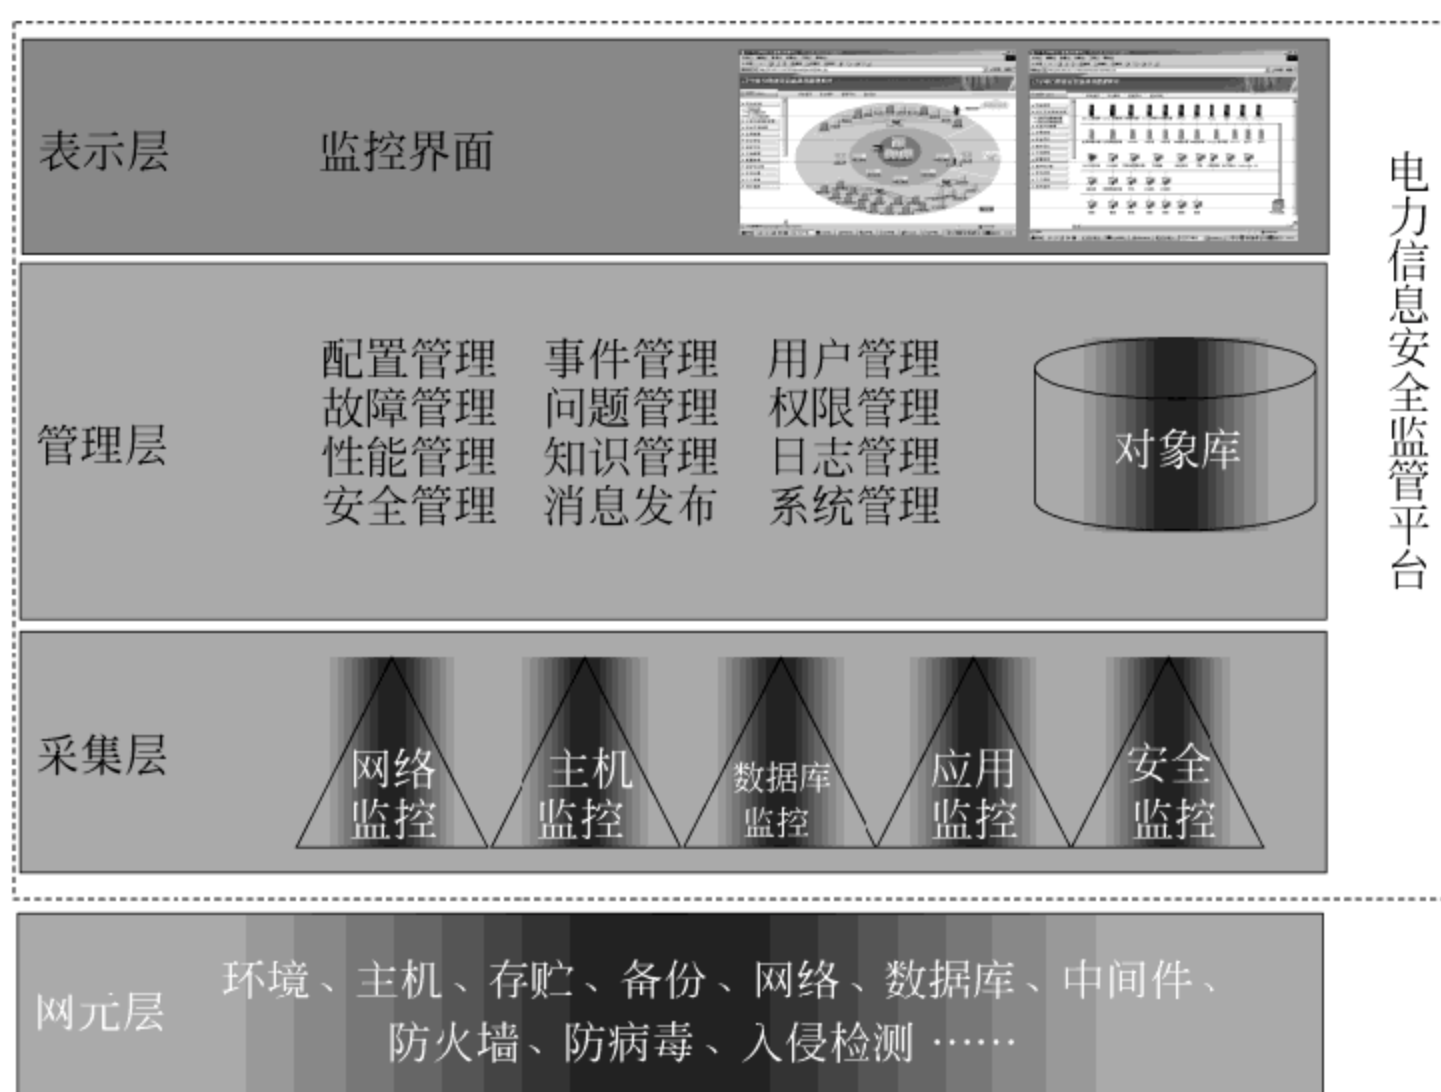 表示层
监控界面
电力信息安全监管平台
管理层
配置管理 事件管理 用户管理
故障管理 问题管理 权限管理
性能管理 知识管理 日志管理
安全管理 消息发布 系统管理
对象库
采集层
网络
监控
主机
监控
数据库
监控
应用
监控
安全
监控
网元层
环境、主机、存贮、备份、网络、数据库、中间件、
防火墙、防病毒、入侵检测 ……